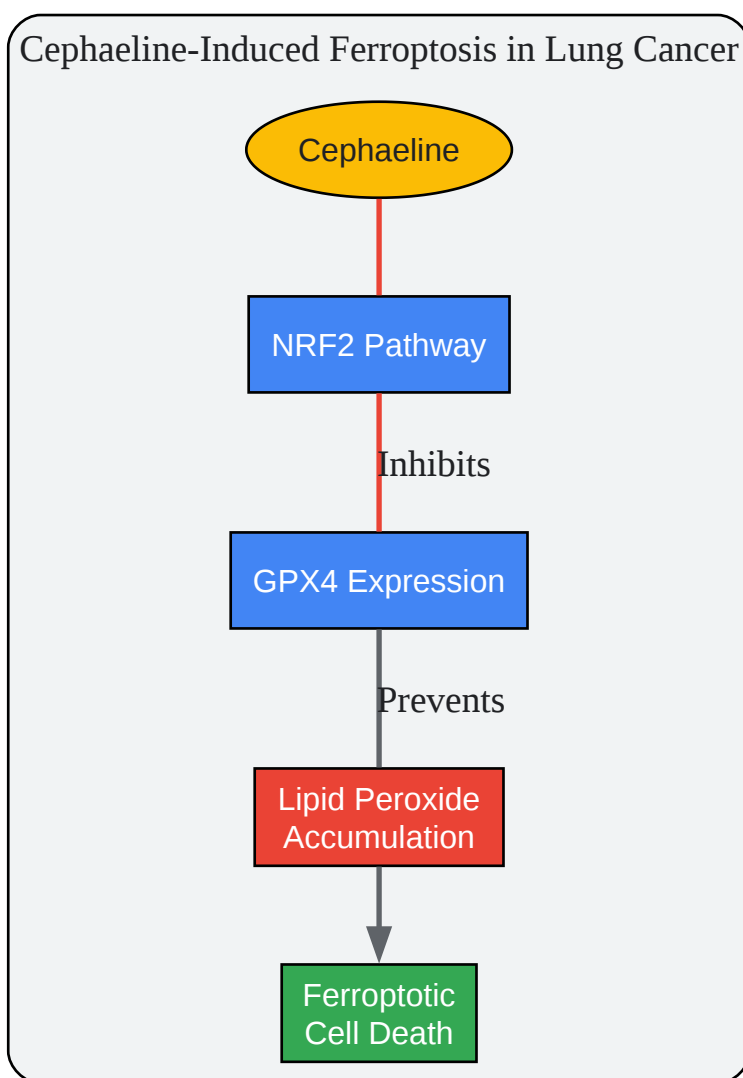 Cephaeline-Induced Ferroptosis in Lung Cancer
Cephaeline
NRF2 Pathway
Inhibits
GPX4 Expression
Prevents
Lipid Peroxide
Accumulation
Ferroptotic
Cell Death